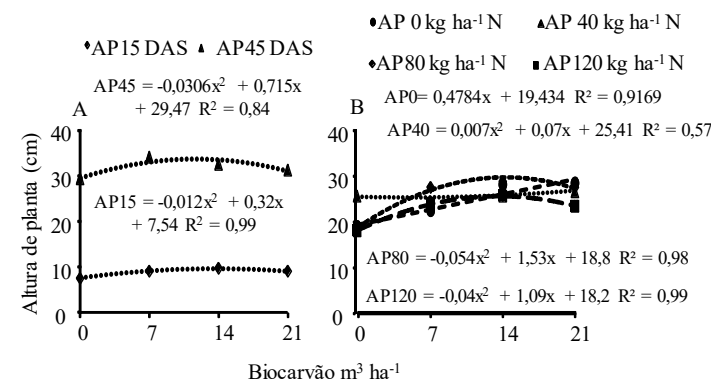 AP15 DAS AP45 DAS
AP45 = -0,0306x² + 0,715x
+ 29,47 R² = 0,84
A
AP15 = -0,012x² + 0,32x
+ 7,54 R² = 0,99
Altura de planta (cm)
40
30
20
10
0
0 7 14 21
AP 0 kg ha⁻¹ N AP 40 kg ha⁻¹ N
AP80 kg ha⁻¹ N AP120 kg ha⁻¹ N
B
AP0= 0,4784x + 19,434 R² = 0,9169
AP40 = 0,007x² + 0,07x + 25,41 R² = 0,57
AP80 = -0,054x² + 1,53x + 18,8 R² = 0,98
AP120 = -0,04x² + 1,09x + 18,2 R² = 0,99
40
30
20
10
0
0 7 14 21
Biocarvão m³ ha⁻¹